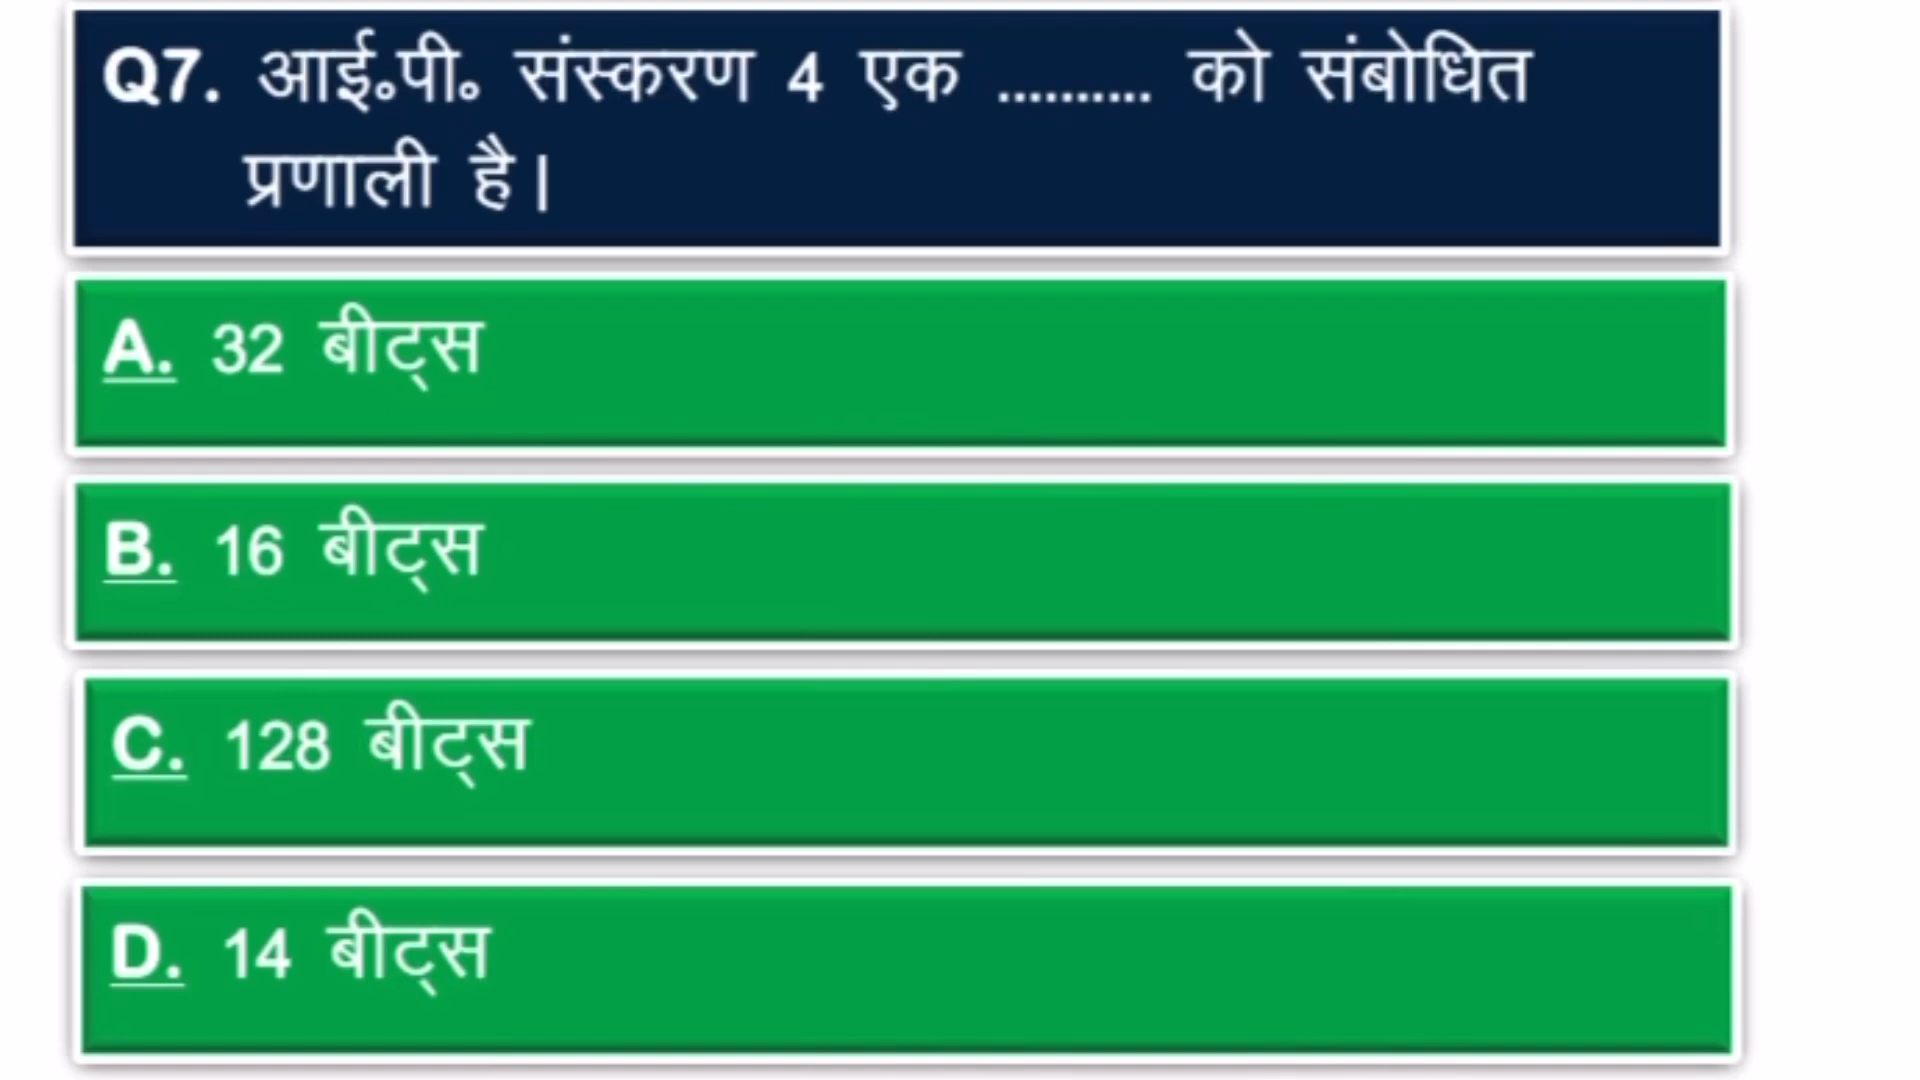 Q7. आई॰पी॰ संस्करण 4 एक .......... को संबोधित
प्रणाली है।
A. 32 बीट्स
B. 16 बीट्स
C. 128 बीट्स
D. 14 बीट्स